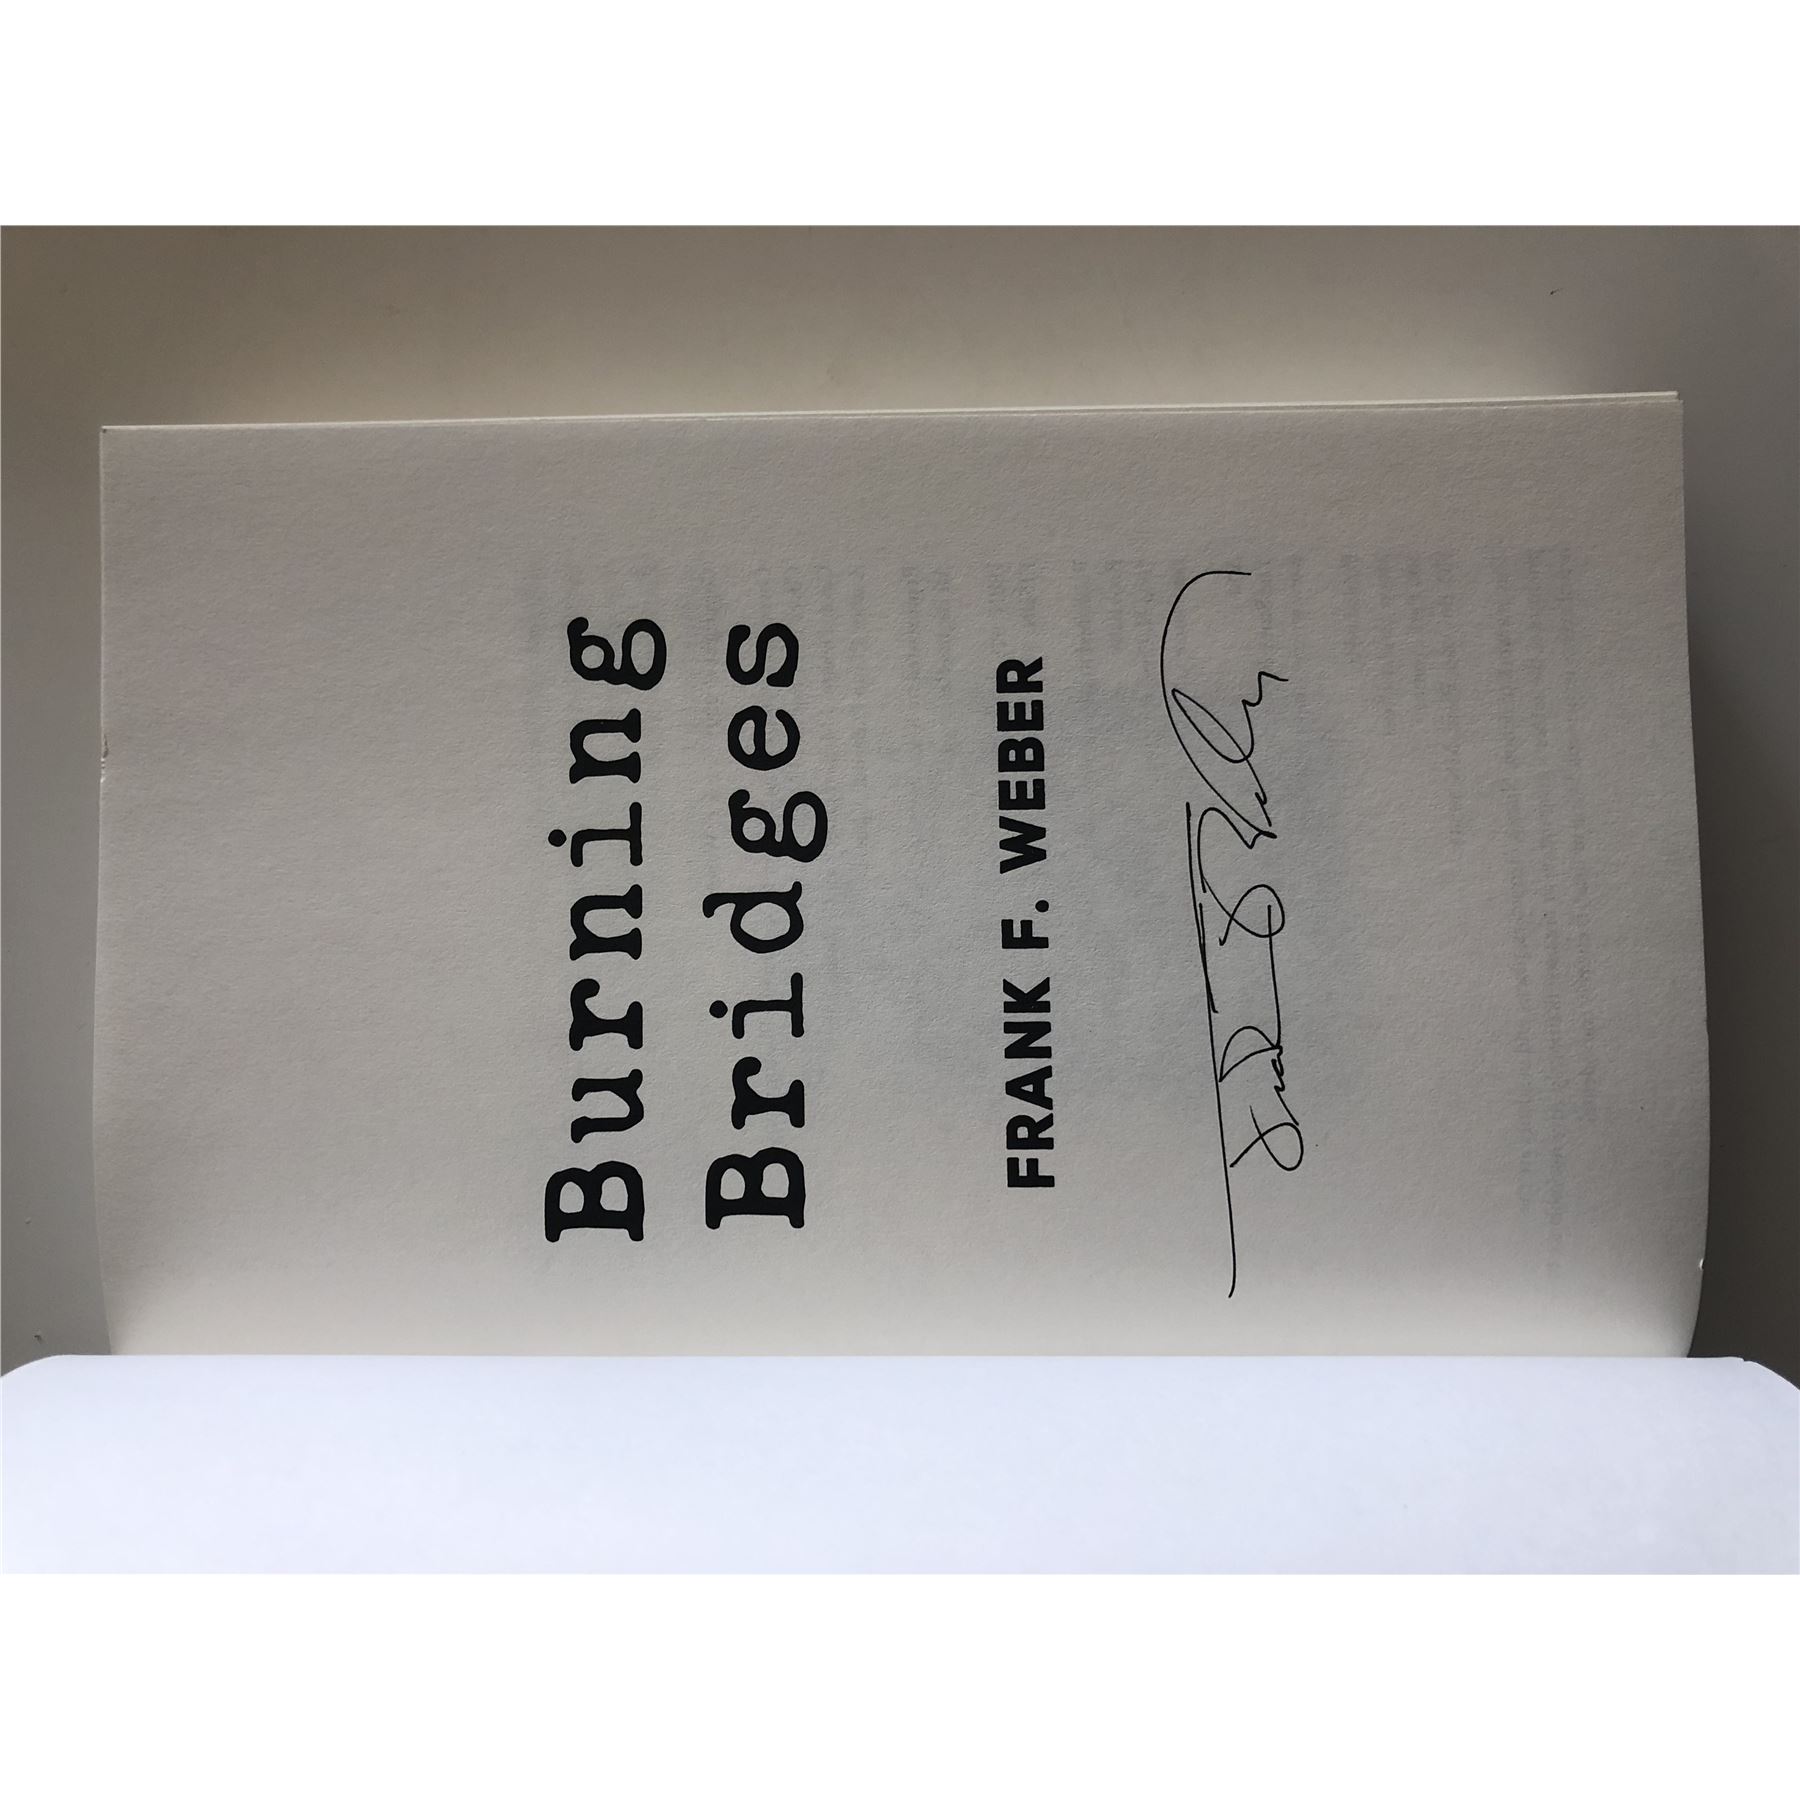 Burning
Bridges
FRANK F. WEBER